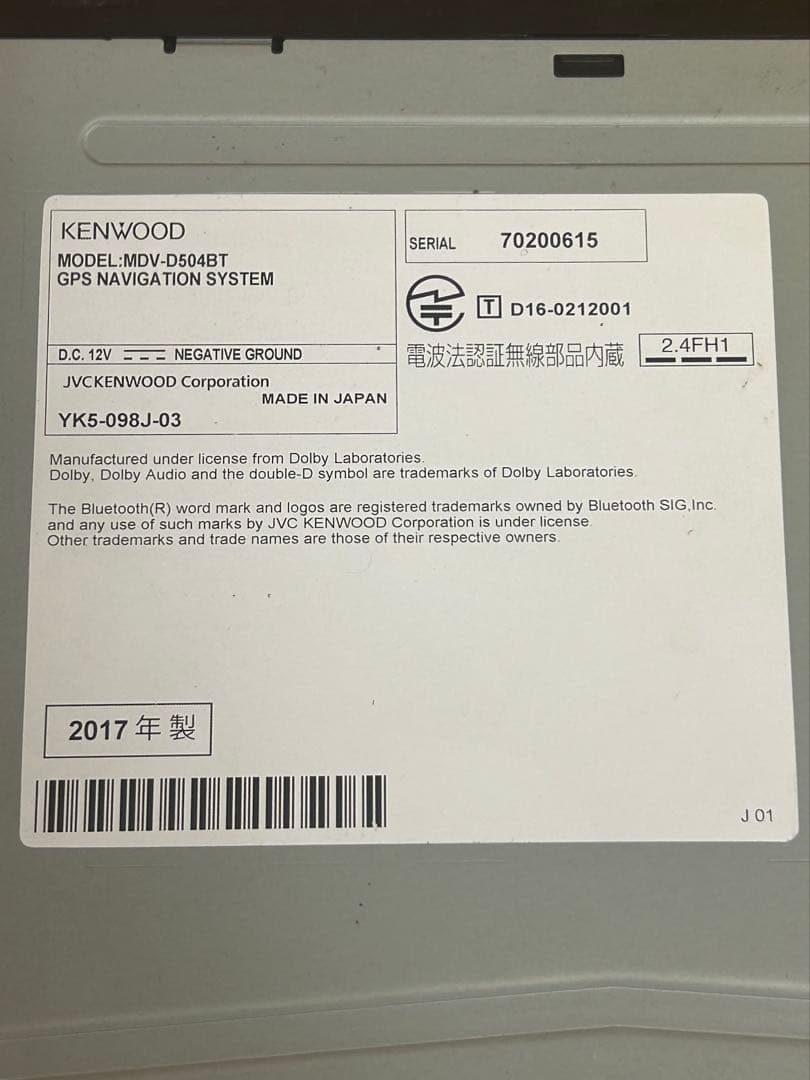 KENWOOD
MODEL:MDV-D504BT
GPS NAVIGATION SYSTEM
D.C. 12V NEGATIVE GROUND
JVCKENWOOD Corporation
MADE IN JAPAN
YK5-098J-03
SERIAL 70200615
T D16-0212001
電波法認証無線部品内蔵 2.4FH1
Manufactured under license from Dolby Laboratories.
Dolby, Dolby Audio and the double-D symbol are trademarks of Dolby Laboratories.
The Bluetooth(R) word mark and logos are registered trademarks owned by Bluetooth SIG,Inc.
and any use of such marks by JVC KENWOOD Corporation is under license.
Other trademarks and trade names are those of their respective owners.
2017 年 製
J 01